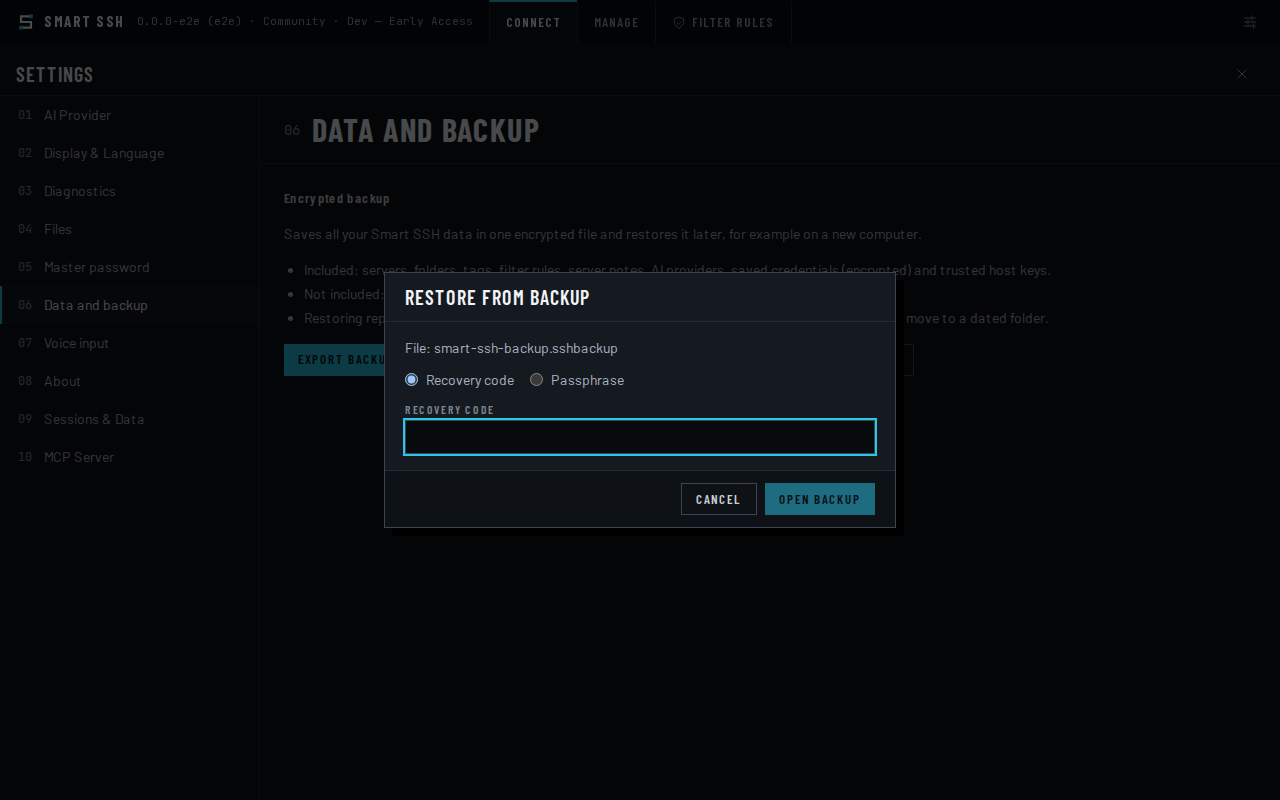 SMART SSH 0.0.0-e2e (e2e) · Community · Dev — Early Access CONNECT MANAGE FILTER RULES
SETTINGS
01 AI Provider
02 Display & Language
03 Diagnostics
04 Files
05 Master password
06 Data and backup
07 Voice input
08 About
09 Sessions & Data
10 MCP Server
06 DATA AND BACKUP
Encrypted backup
Saves all your Smart SSH data in one encrypted file and restores it later, for example on a new computer.
Included: servers, folders, tags, filter rules, server notes, AI providers, saved credentials (encrypted) and trusted host keys.
Not included:
Restoring rep move to a dated folder.
EXPORT BACKU
RESTORE FROM BACKUP
File: smart-ssh-backup.sshbackup
Recovery code Passphrase
RECOVERY CODE
CANCEL OPEN BACKUP